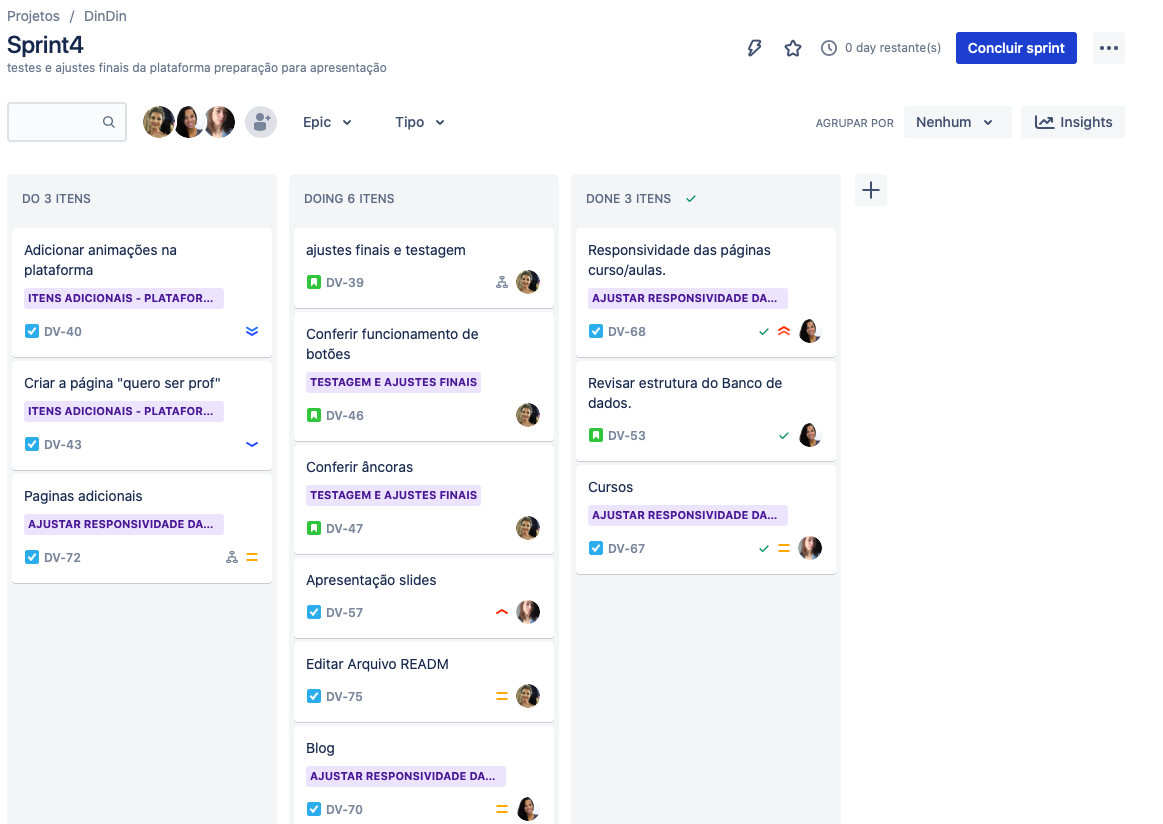 Projetos / DinDin
Sprint4
testes e ajustes finais da plataforma preparação para apresentação
0 day restante(s)
Concluir sprint
Epic
Tipo
AGRUPAR POR
Nenhum
Insights
DO 3 ITENS
Adicionar animações na
plataforma
ITENS ADICIONAIS - PLATAFOR...
DV-40
Criar a página "quero ser prof"
ITENS ADICIONAIS - PLATAFOR...
DV-43
Paginas adicionais
AJUSTAR RESPONSIVIDADE DA...
DV-72
DOING 6 ITENS
ajustes finais e testagem
DV-39
Conferir funcionamento de
botões
TESTAGEM E AJUSTES FINAIS
DV-46
Conferir âncoras
TESTAGEM E AJUSTES FINAIS
DV-47
Apresentação slides
DV-57
Editar Arquivo READM
DV-75
Blog
AJUSTAR RESPONSIVIDADE DA...
DV-70
DONE 3 ITENS
Responsividade das páginas
curso/aulas.
AJUSTAR RESPONSIVIDADE DA...
DV-68
Revisar estrutura do Banco de
dados.
DV-53
Cursos
AJUSTAR RESPONSIVIDADE DA...
DV-67